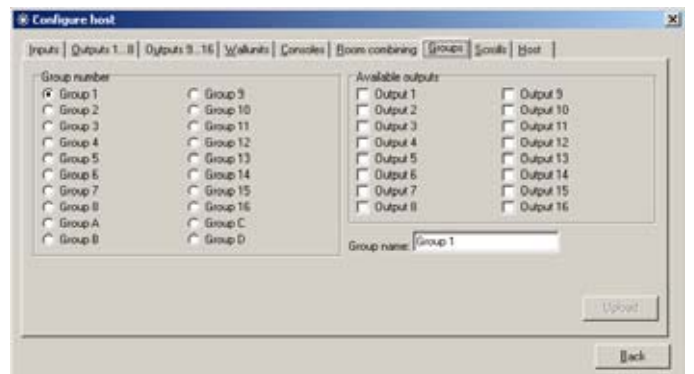 Configure host
Inputs Outputs 1...8 Outputs 9...16 Wallunits Consoles Room combining Groups Scrolls Host
Group number
Group 1 Group 9
Group 2 Group 10
Group 3 Group 11
Group 4 Group 12
Group 5 Group 13
Group 6 Group 14
Group 7 Group 15
Group 8 Group 16
Group A Group C
Group B Group D
Available outputs
Output 1 Output 9
Output 2 Output 10
Output 3 Output 11
Output 4 Output 12
Output 5 Output 13
Output 6 Output 14
Output 7 Output 15
Output 8 Output 16
Group name: Group 1
Upload
Back